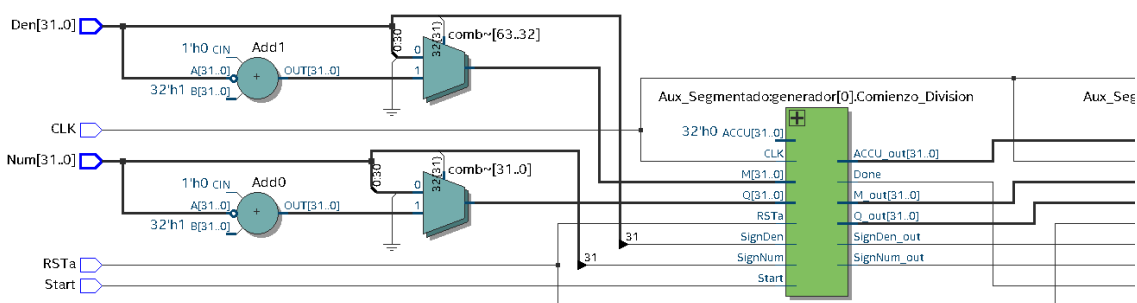 Den[31..0]
1'h0 CIN
Add1
A[31..0]
OUT[31..0]
32'h1 B[31..0]
+
0:30
32{31}
comb~[63..32]
0
1
CLK
Aux_Segmentado:generador[0].Comienzo_Division
Aux_Seg
Num[31..0]
1'h0 CIN
Add0
A[31..0]
OUT[31..0]
32'h1 B[31..0]
+
0:30
32{31}
comb~[31..0]
0
1
32'h0 ACCU[31..0]
CLK
M[31..0]
Q[31..0]
RSTa
SignDen
SignNum
Start
ACCU_out[31..0]
Done
M_out[31..0]
Q_out[31..0]
SignDen_out
SignNum_out
31
31
RSTa
Start